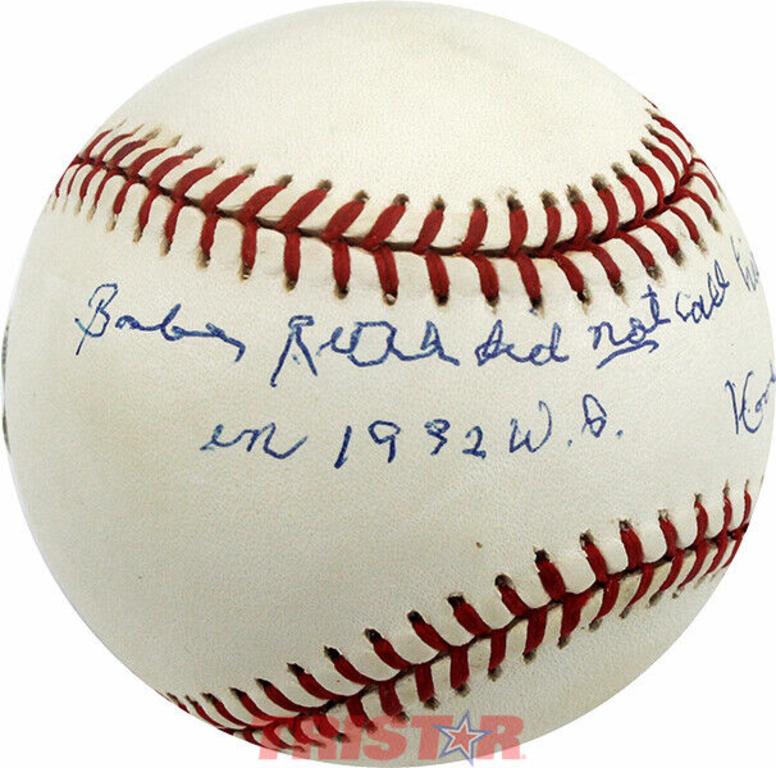 Babe Ruth did not call
in 1932 W.S.
TRISTAR